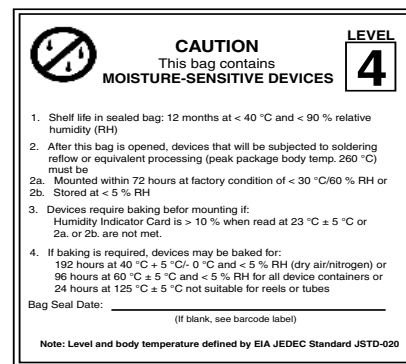 CAUTION
This bag contains
MOISTURE-SENSITIVE DEVICES
LEVEL
4
1. Shelf life in sealed bag: 12 months at < 40 °C and < 90 % relative
humidity (RH)
2. After this bag is opened, devices that will be subjected to soldering
reflow or equivalent processing (peak package body temp. 260 °C)
must be
2a. Mounted within 72 hours at factory condition of < 30 °C/60 % RH or
2b. Stored at < 5 % RH
3. Devices require baking befor mounting if:
Humidity Indicator Card is > 10 % when read at 23 °C ± 5 °C or
2a. or 2b. are not met.
4. If baking is required, devices may be baked for:
192 hours at 40 °C + 5 °C/- 0 °C and < 5 % RH (dry air/nitrogen) or
96 hours at 60 °C ± 5 °C and < 5 % RH for all device containers or
24 hours at 125 °C ± 5 °C not suitable for reels or tubes
Bag Seal Date:
(If blank, see barcode label)
Note: Level and body temperature defined by EIA JEDEC Standard JSTD-020